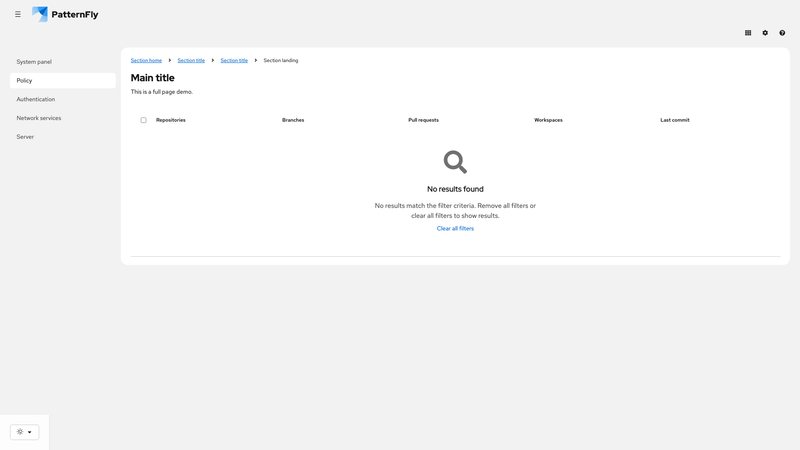 PatternFly
System panel
Policy
Authentication
Network services
Server
Section home
Section title
Section title
Section landing
Main title
This is a full page demo.
Repositories
Branches
Pull requests
Workspaces
Last commit
No results found
No results match the filter criteria. Remove all filters or
clear all filters to show results.
Clear all filters